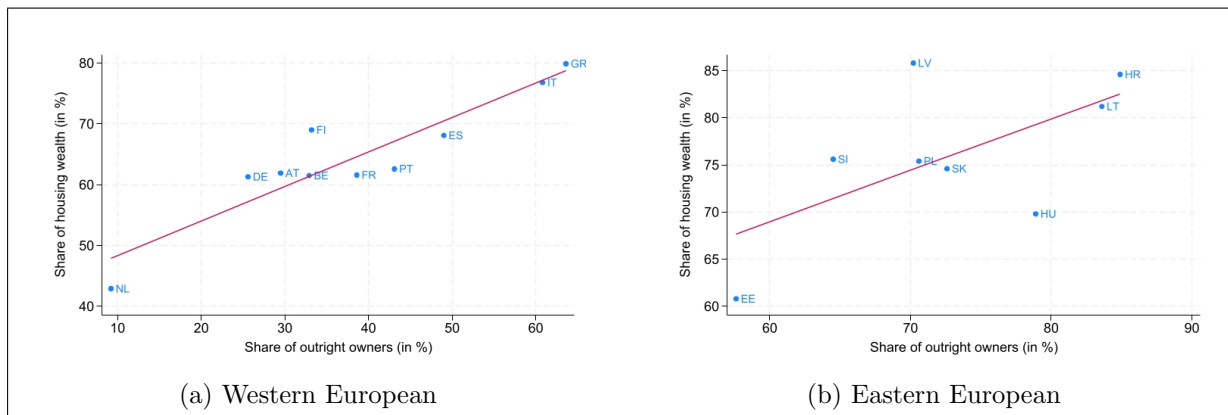 80
70
60
50
40
Share of housing wealth (in %)
GR
IT
FI
ES
DE
AT
BE
FR
PT
NL
10 20 30 40 50 60
Share of outright owners (in %)
(a) Western European
85
80
75
70
65
60
Share of housing wealth (in %)
LV
HR
LT
SI
PL
SK
HU
EE
60 70 80 90
Share of outright owners (in %)
(b) Eastern European